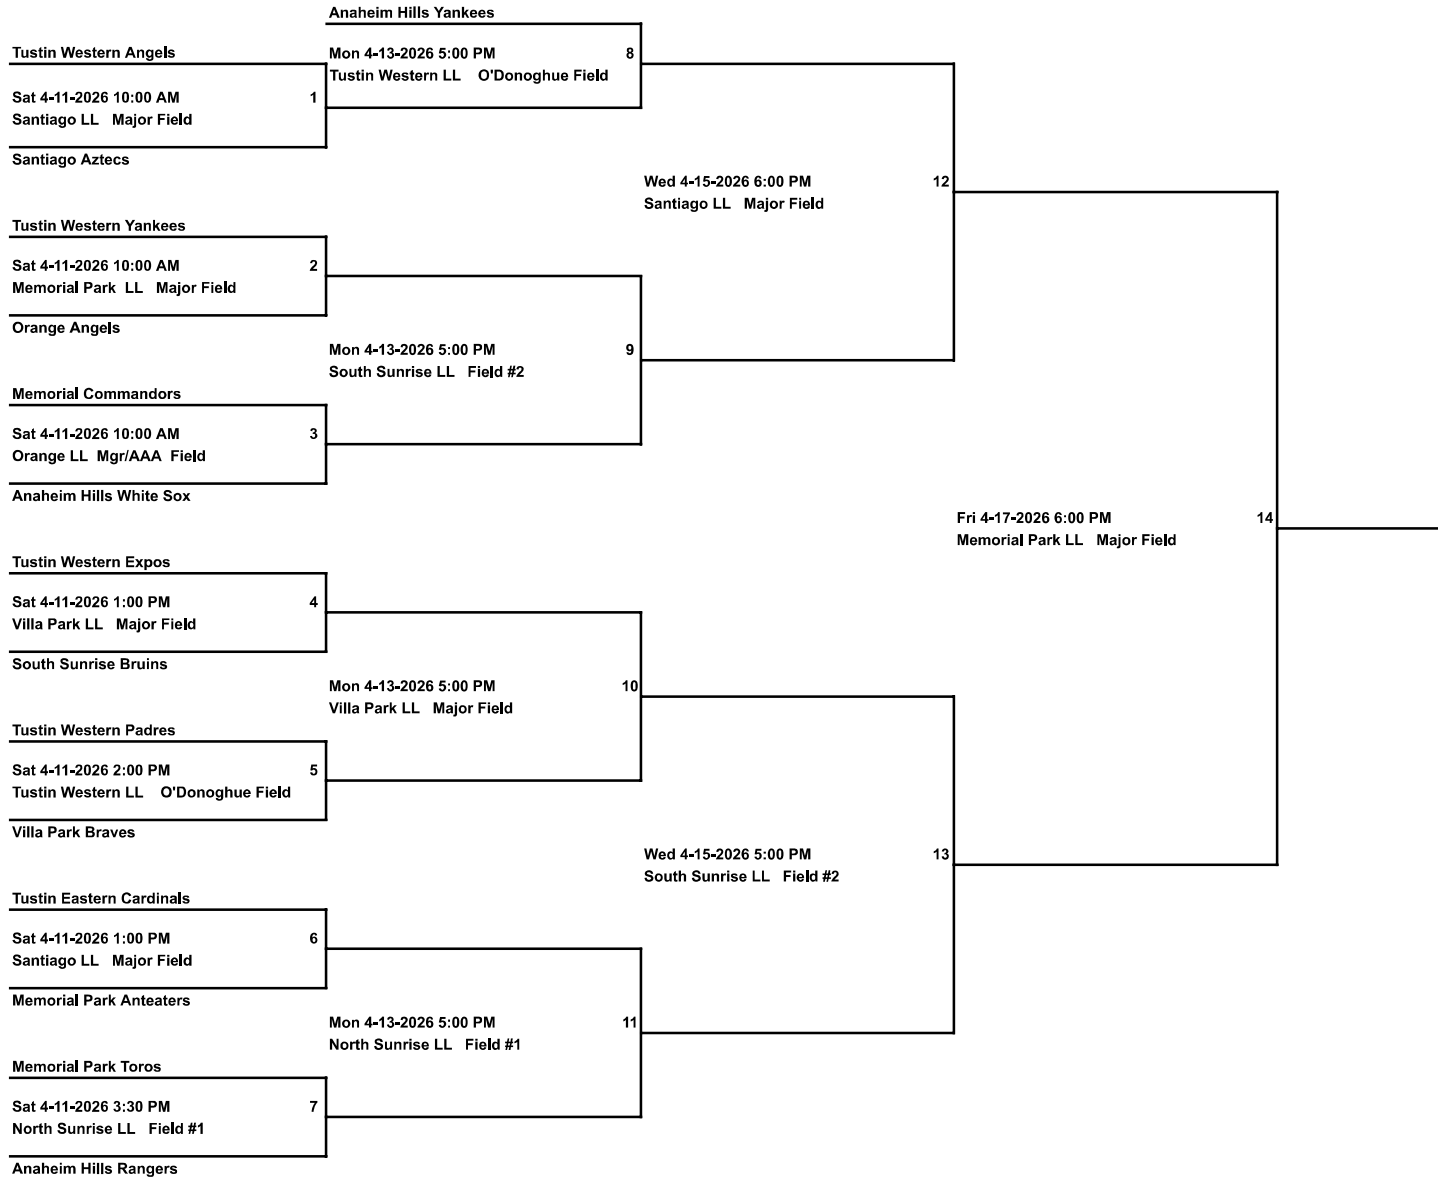 Anaheim Hills Yankees
Tustin Western Angels
Mon 4-13-2026 5:00 PM 8
Tustin Western LL O'Donoghue Field
Sat 4-11-2026 10:00 AM 1
Santiago LL Major Field
Santiago Aztecs
Wed 4-15-2026 6:00 PM 12
Santiago LL Major Field
Tustin Western Yankees
Sat 4-11-2026 10:00 AM 2
Memorial Park LL Major Field
Orange Angels
Mon 4-13-2026 5:00 PM 9
South Sunrise LL Field #2
Memorial Commandors
Sat 4-11-2026 10:00 AM 3
Orange LL Mgr/AAA Field
Anaheim Hills White Sox
Fri 4-17-2026 6:00 PM 14
Memorial Park LL Major Field
Tustin Western Expos
Sat 4-11-2026 1:00 PM 4
Villa Park LL Major Field
South Sunrise Bruins
Mon 4-13-2026 5:00 PM 10
Villa Park LL Major Field
Tustin Western Padres
Sat 4-11-2026 2:00 PM 5
Tustin Western LL O'Donoghue Field
Villa Park Braves
Wed 4-15-2026 5:00 PM 13
South Sunrise LL Field #2
Tustin Eastern Cardinals
Sat 4-11-2026 1:00 PM 6
Santiago LL Major Field
Memorial Park Anteaters
Mon 4-13-2026 5:00 PM 11
North Sunrise LL Field #1
Memorial Park Toros
Sat 4-11-2026 3:30 PM 7
North Sunrise LL Field #1
Anaheim Hills Rangers